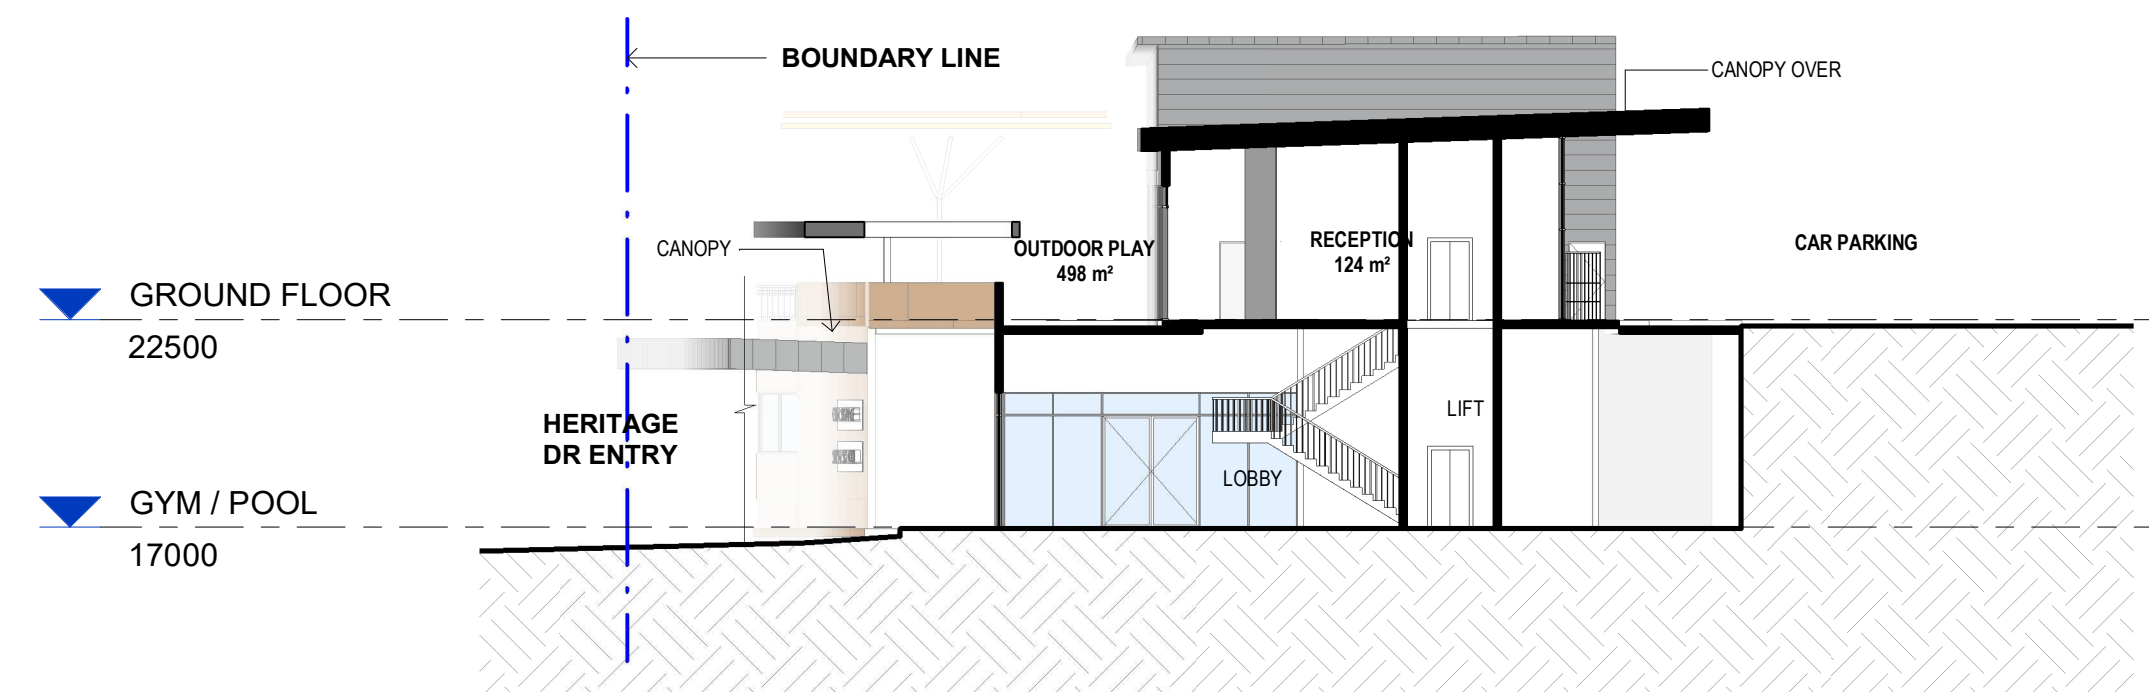 BOUNDARY LINE
CANOPY OVER
CANOPY
OUTDOOR PLAY
498 m²
RECEPTION
124 m²
CAR PARKING
GROUND FLOOR
22500
HERITAGE
DR ENTRY
LIFT
LOBBY
GYM / POOL
17000